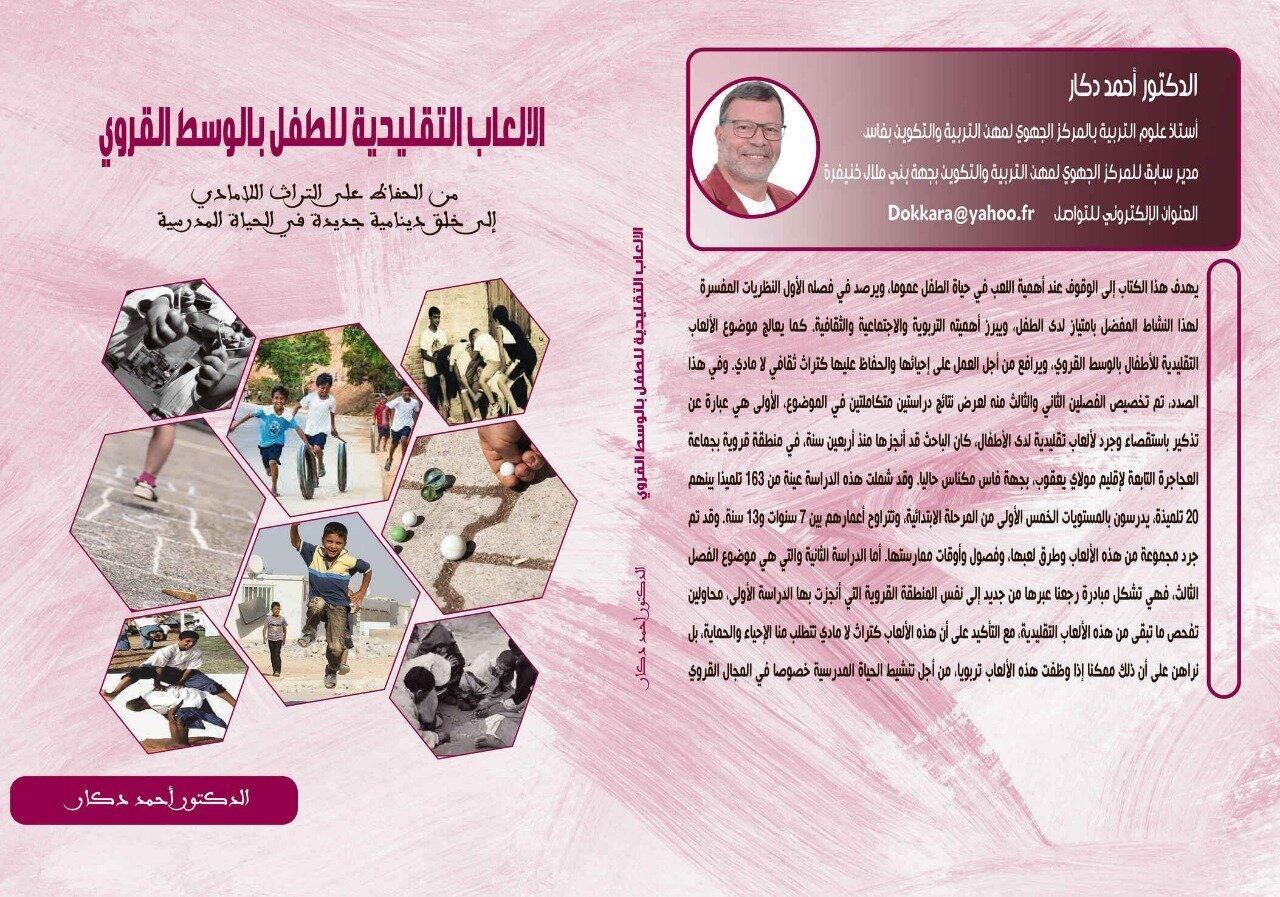 الالعاب التقليدية للطفل بالوسط القروي
من الحفاظ على التراث اللامادي
إلى خلق دينامية جديدة في الحياة المدرسية
الدكتور أحمد دكار
الالعاب التقليدية للطفل بالوسط القروي
الدكتور أحمد دكار
الدكتور أحمد دكار
أستاذ علوم التربية بالمركز الجهوي لمهن التربية والتكوين بفاس
مدير سابق للمركز الجهوي لمهن التربية والتكوين بجهة بني ملال خنيفرة
العنوان الإلكتروني للتواصل Dokkara@yahoo.fr
يهدف هذا الكتاب إلى الوقوف عند أهمية اللعب في حياة الطفل عموما، ويرصد في فصله الأول النظريات المفسرة
لهذا النشاط المفضل بامتياز لدى الطفل، ويبرز أهميته التربوية والاجتماعية والثقافية. كما يعالج موضوع الألعاب
التقليدية للأطفال بالوسط القروي، ويرافع من أجل العمل على إحيائها والحفاظ عليها كتراث ثقافي لا مادي. وفي هذا
الصدد، تم تخصيص الفصلين الثاني والثالث منه لعرض نتائج دراستين متكاملتين في الموضوع، الأولى هي عبارة عن
تذكير باستقصاء وجرد لألعاب تقليدية لدى الأطفال، كان الباحث قد أنجزها منذ أربعين سنة، في منطقة قروية بجماعة
العجاجرة التابعة لإقليم مولاي يعقوب، بجهة فاس مكناس حاليا. وقد شملت هذه الدراسة عينة من 163 تلميذا بينهم
20 تلميذة، يدرسون بالمستويات الخمس الأولى من المرحلة الابتدائية، وتتراوح أعمارهم بين 7 سنوات و13 سنة. وقد تم
جرد مجموعة من هذه الألعاب وطرق لعبها، وفصول وأوقات ممارستها. أما الدراسة الثانية والتي هي موضوع الفصل
الثالث، فهي تشكل مبادرة رجعنا عبرها من جديد إلى نفس المنطقة القروية التي أنجزت بها الدراسة الأولى، محاولين
تفحص ما تبقى من هذه الألعاب التقليدية، مع التأكيد على أن هذه الألعاب كتراث لا مادي تتطلب منا الإحياء والحماية، بل
نراهن على أن ذلك ممكنا إذا وظفت هذه الألعاب تربويا، من أجل تنشيط الحياة المدرسية خصوصا في المجال القروي